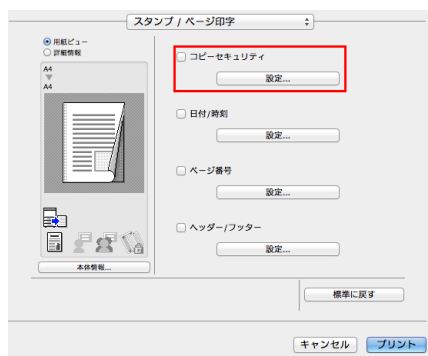 スタンプ / ページ印字
用紙ビュー
詳細情報
A4
A4
本体情報...
コピーセキュリティ
設定...
日付/時刻
設定...
ページ番号
設定...
ヘッダー/フッター
設定...
標準に戻す
キャンセル
プリント